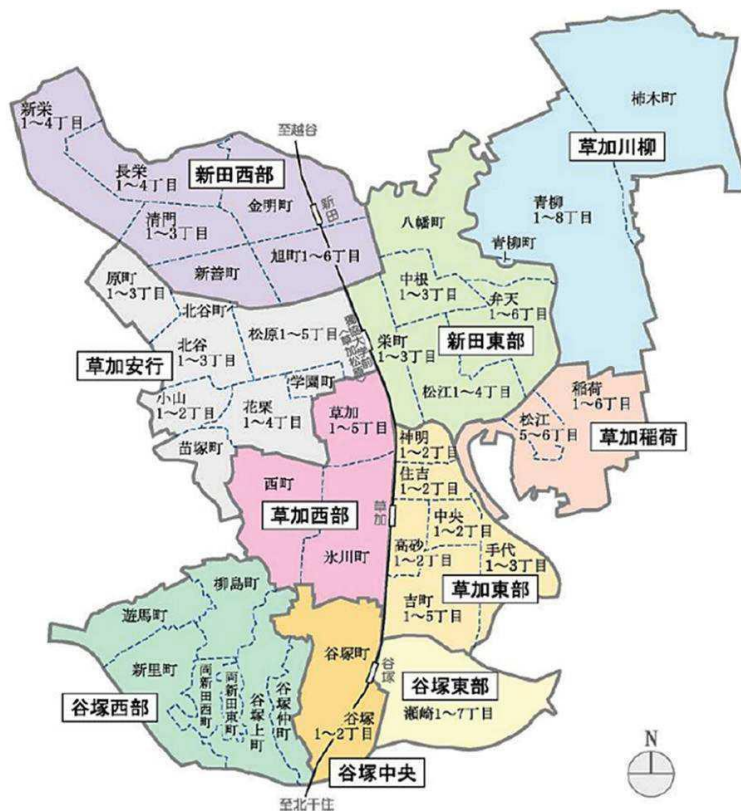 新栄
1〜4丁目
長栄
1〜4丁目
新田西部
金明町
清門
1〜3丁目
新善町
旭町1〜6丁目
至越谷
新田
柿木町
草加川柳
青柳
1〜8丁目
八幡町
青柳町
中根
1〜3丁目
弁天
1〜6丁目
栄町
1〜3丁目
新田東部
松江1〜4丁目
原町
1〜3丁目
北谷町
北谷
1〜3丁目
松原1〜5丁目
獨協大学前
〈草加松原〉
草加安行
学園町
小山
1〜2丁目
花栗
1〜4丁目
苗塚町
草加
1〜5丁目
稲荷
1〜6丁目
松江
5〜6丁目
草加稲荷
神明
1〜2丁目
住吉
1〜2丁目
西町
草加西部
氷川町
草加
中央
1〜2丁目
高砂
1〜2丁目
手代
1〜3丁目
草加東部
吉町
1〜5丁目
柳島町
遊馬町
新里町
両新田西町
両新田東町
谷塚上町
谷塚仲町
谷塚西部
谷塚町
谷塚
谷塚
1〜2丁目
谷塚中央
谷塚東部
瀬崎1〜7丁目
至北千住
N